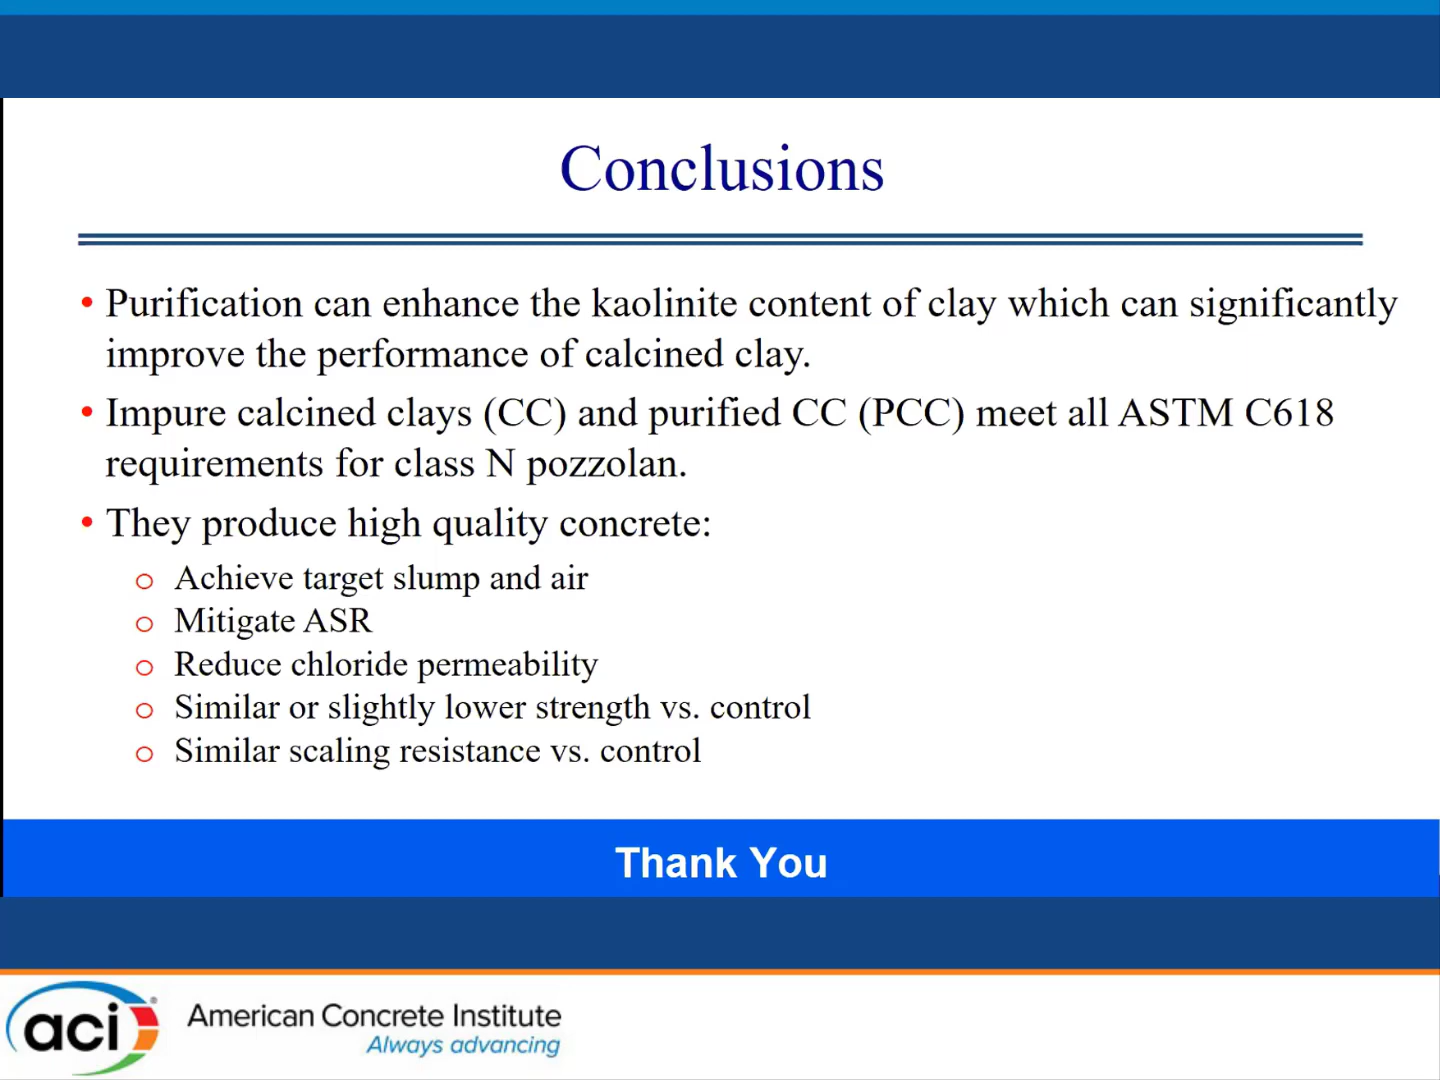 Conclusions
• Purification can enhance the kaolinite content of clay which can significantly
improve the performance of calcined clay.
• Impure calcined clays (CC) and purified CC (PCC) meet all ASTM C618
requirements for class N pozzolan.
• They produce high quality concrete:
o Achieve target slump and air
o Mitigate ASR
o Reduce chloride permeability
o Similar or slightly lower strength vs. control
o Similar scaling resistance vs. control
Thank You
aci®
American Concrete Institute
Always advancing